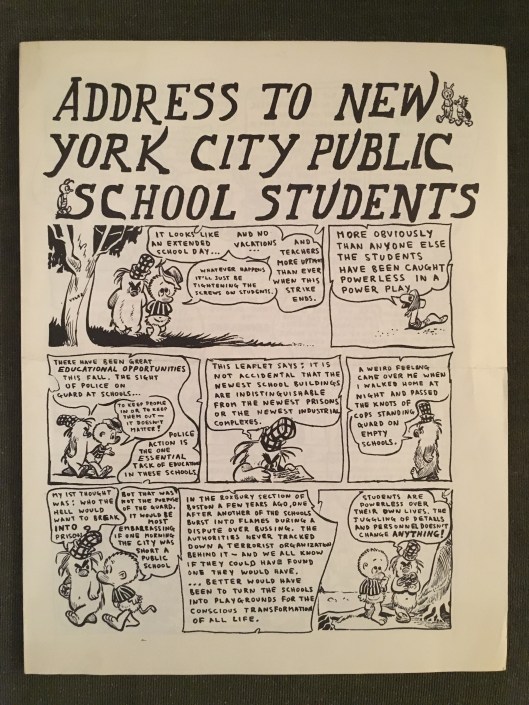 ADDRESS TO NEW
YORK CITY PUBLIC
SCHOOL STUDENTS
IT LOOKS LIKE
AN EXTENDED
SCHOOL DAY...
AND NO
VACATIONS
...
AND
TEACHERS
MORE UPTIGHT
THAN EVER
WHEN THIS
STRIKE
ENDS.
WHATEVER HAPPENS
IT'LL JUST BE
TIGHTENING THE
SCREWS ON STUDENTS.
MORE OBVIOUSLY
THAN ANYONE ELSE
THE STUDENTS
HAVE BEEN CAUGHT
POWERLESS IN A
POWER PLAY.
THERE HAVE BEEN GREAT
EDUCATIONAL OPPORTUNITIES
THIS FALL. THE SIGHT
OF POLICE ON
GUARD AT SCHOOLS...
TO KEEP PEOPLE
IN OR TO KEEP
THEM OUT—
IT DOESN'T
MATTER!
POLICE
ACTION IS
THE ONE
ESSENTIAL
TASK OF EDUCATION
IN THESE SCHOOLS
THIS LEAFLET SAYS: IT IS
NOT ACCIDENTAL THAT THE
NEWEST SCHOOL BUILDINGS
ARE INDISTINGUISHABLE
FROM THE NEWEST PRISONS
OR THE NEWEST INDUSTRIAL
COMPLEXES.
A WEIRD FEELING
CAME OVER ME WHEN
I WALKED HOME AT
NIGHT AND PASSED
THE KNOTS OF
COPS STANDING
GUARD ON
EMPTY
SCHOOLS.
MY 1ST THOUGHT
WAS: WHO THE
HELL WOULD
WANT TO BREAK
INTO
PRISON?
BUT THAT WAS
NOT THE PURPOSE
OF THE GUARD.
IT WOULD BE
MOST
EMBARRASSING
IF ONE MORNING
THE CITY WAS
SHORT A
PUBLIC
SCHOOL
IN THE ROXBURY SECTION OF
BOSTON A FEW YEARS AGO, ONE
AFTER ANOTHER OF THE SCHOOLS
BURST INTO FLAMES DURING A
DISPUTE OVER BUSSING. THE
AUTHORITIES NEVER TRACKED
DOWN A TERRORIST ORGANIZATION
BEHIND IT— AND WE ALL KNOW
IF THEY COULD HAVE FOUND
ONE THEY WOULD HAVE.
... BETTER WOULD HAVE
BEEN TO TURN THE SCHOOLS
INTO PLAYGROUNDS FOR THE
CONSCIOUS TRANSFORMATION
OF ALL LIFE.
STUDENTS ARE
POWERLESS OVER
THEIR OWN LIVES. THE
JUGGLING OF DETAILS
AND PERSONNEL DOESN'T
CHANGE ANYTHING!